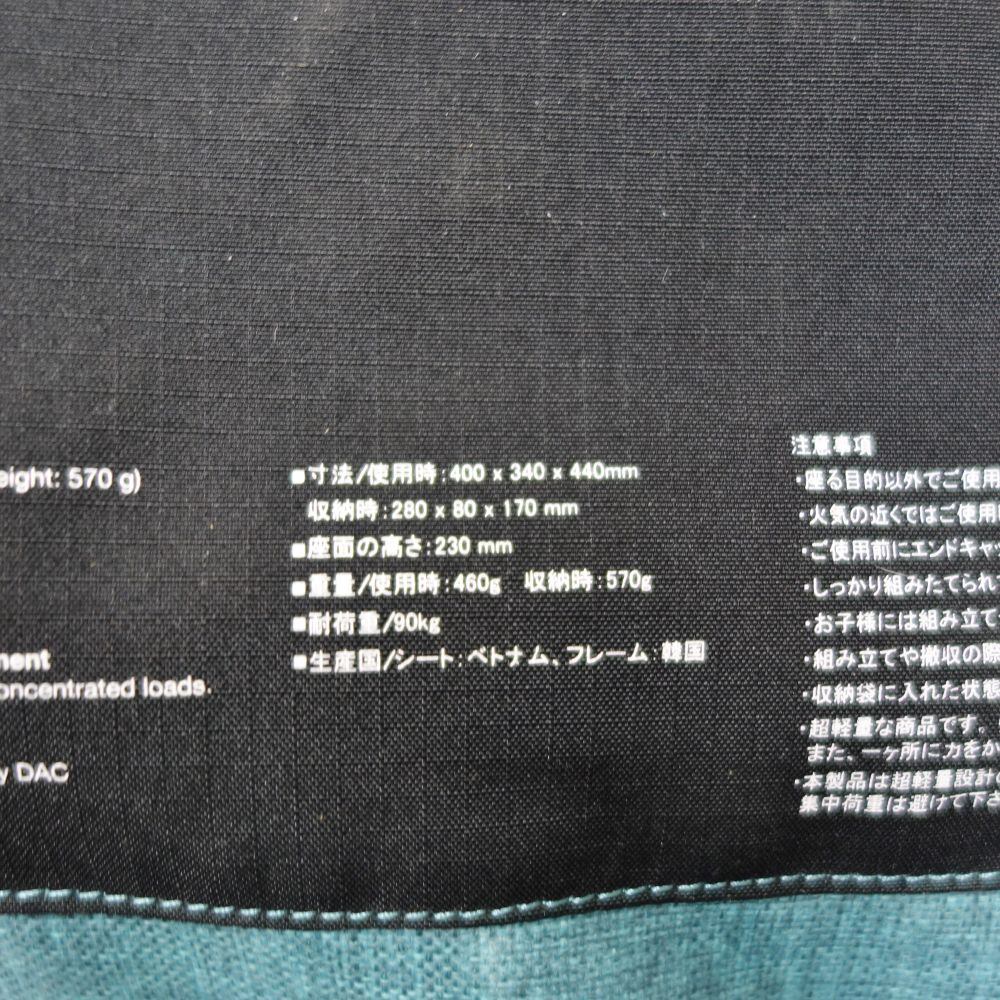 eight: 570 g)
ment
oncentrated loads.
y DAC
■寸法/使用時:400 x 340 x 440mm
収納時:280 x 80 x 170 mm
■座面の高さ:230 mm
■重量/使用時:460g 収納時:570g
■耐荷重/90kg
■生産国/シート:ベトナム、フレーム:韓国
注意事項
・座る目的以外でご使用
・火気の近くではご使用
・ご使用前にエンドキャ
・しっかり組みたてられ
・お子様には組み立て
・組み立てや撤収の際
・収納袋に入れた状態
・超軽量な商品です。
また、一ヶ所に力をか
・本製品は超軽量設計の
集中荷重は避けて下さ